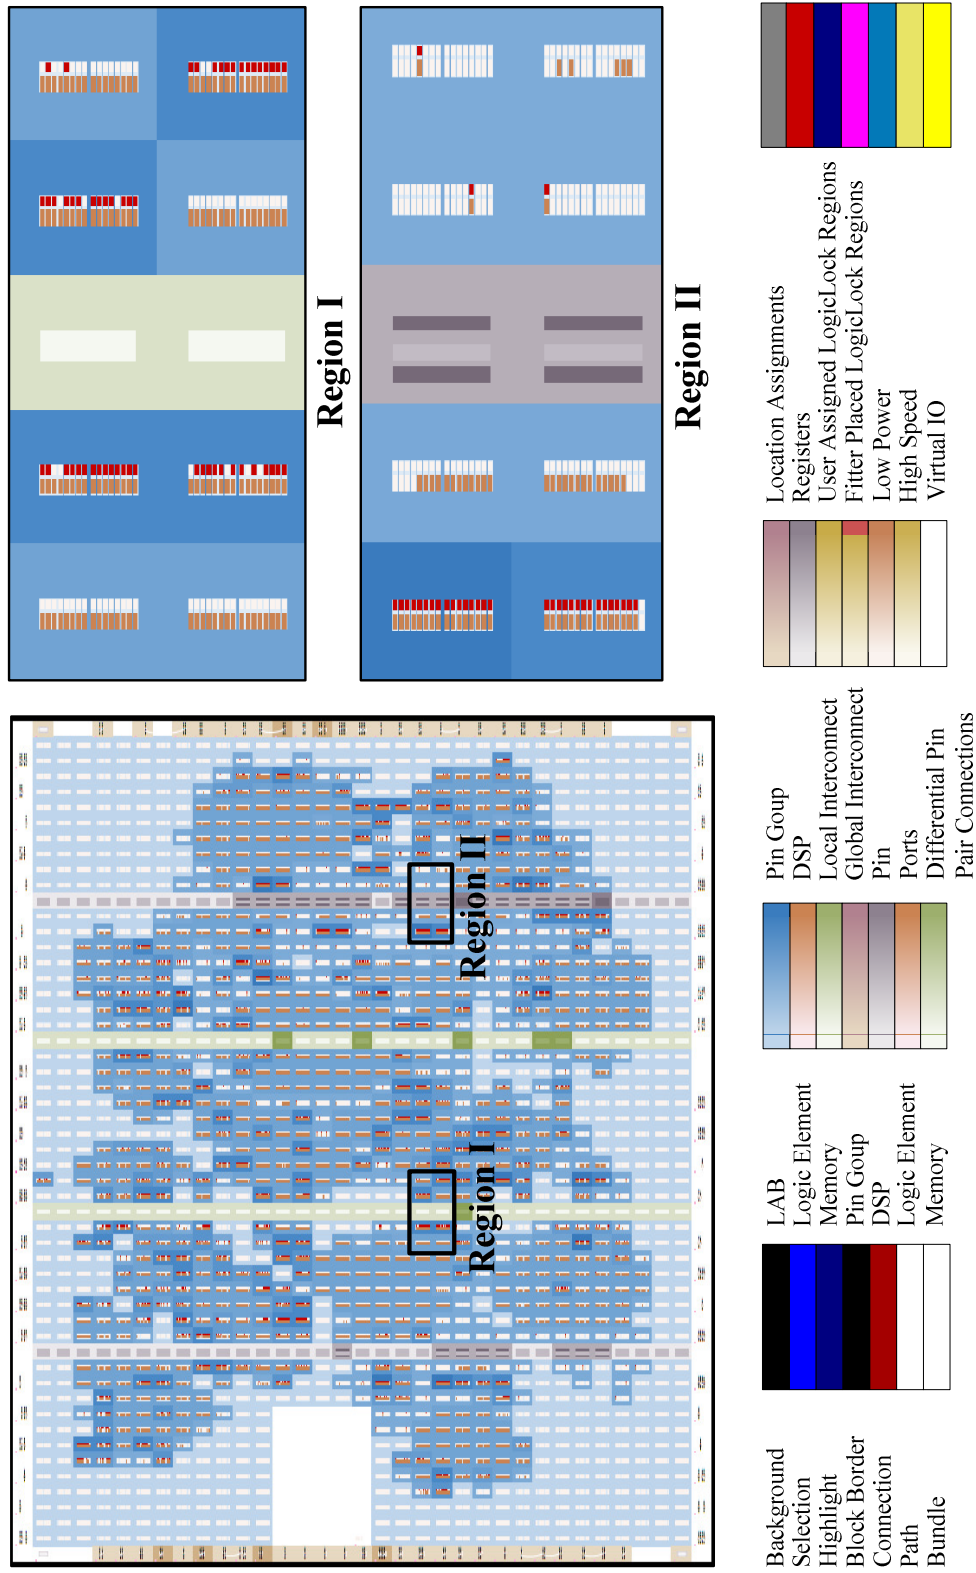 Region I
Region II
Region II
Region I
Background
Selection
Highlight
Block Border
Connection
Path
Bundle
LAB
Logic Element
Memory
Pin Goup
DSP
Logic Element
Memory
Pin Group
DSP
Local Interconnect
Global Interconnect
Pin
Ports
Differential Pin
Pair Connections
Location Assignments
Registers
User Assigned LogicLock Regions
Fitter Placed LogicLock Regions
Low Power
High Speed
Virtual IO